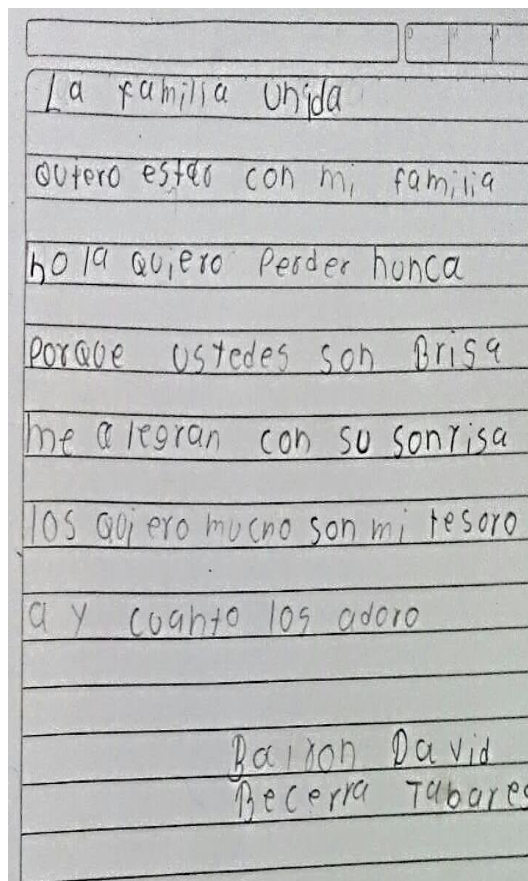 La familia unida
Quiero estar con mi familia
no la Quiero Perder nunca
Porque ustedes son Brisa
me alegran con su sonrisa
los Quiero mucho son mi tesoro
a y cuanto los adoro
Bairon David
Becerra Tabares